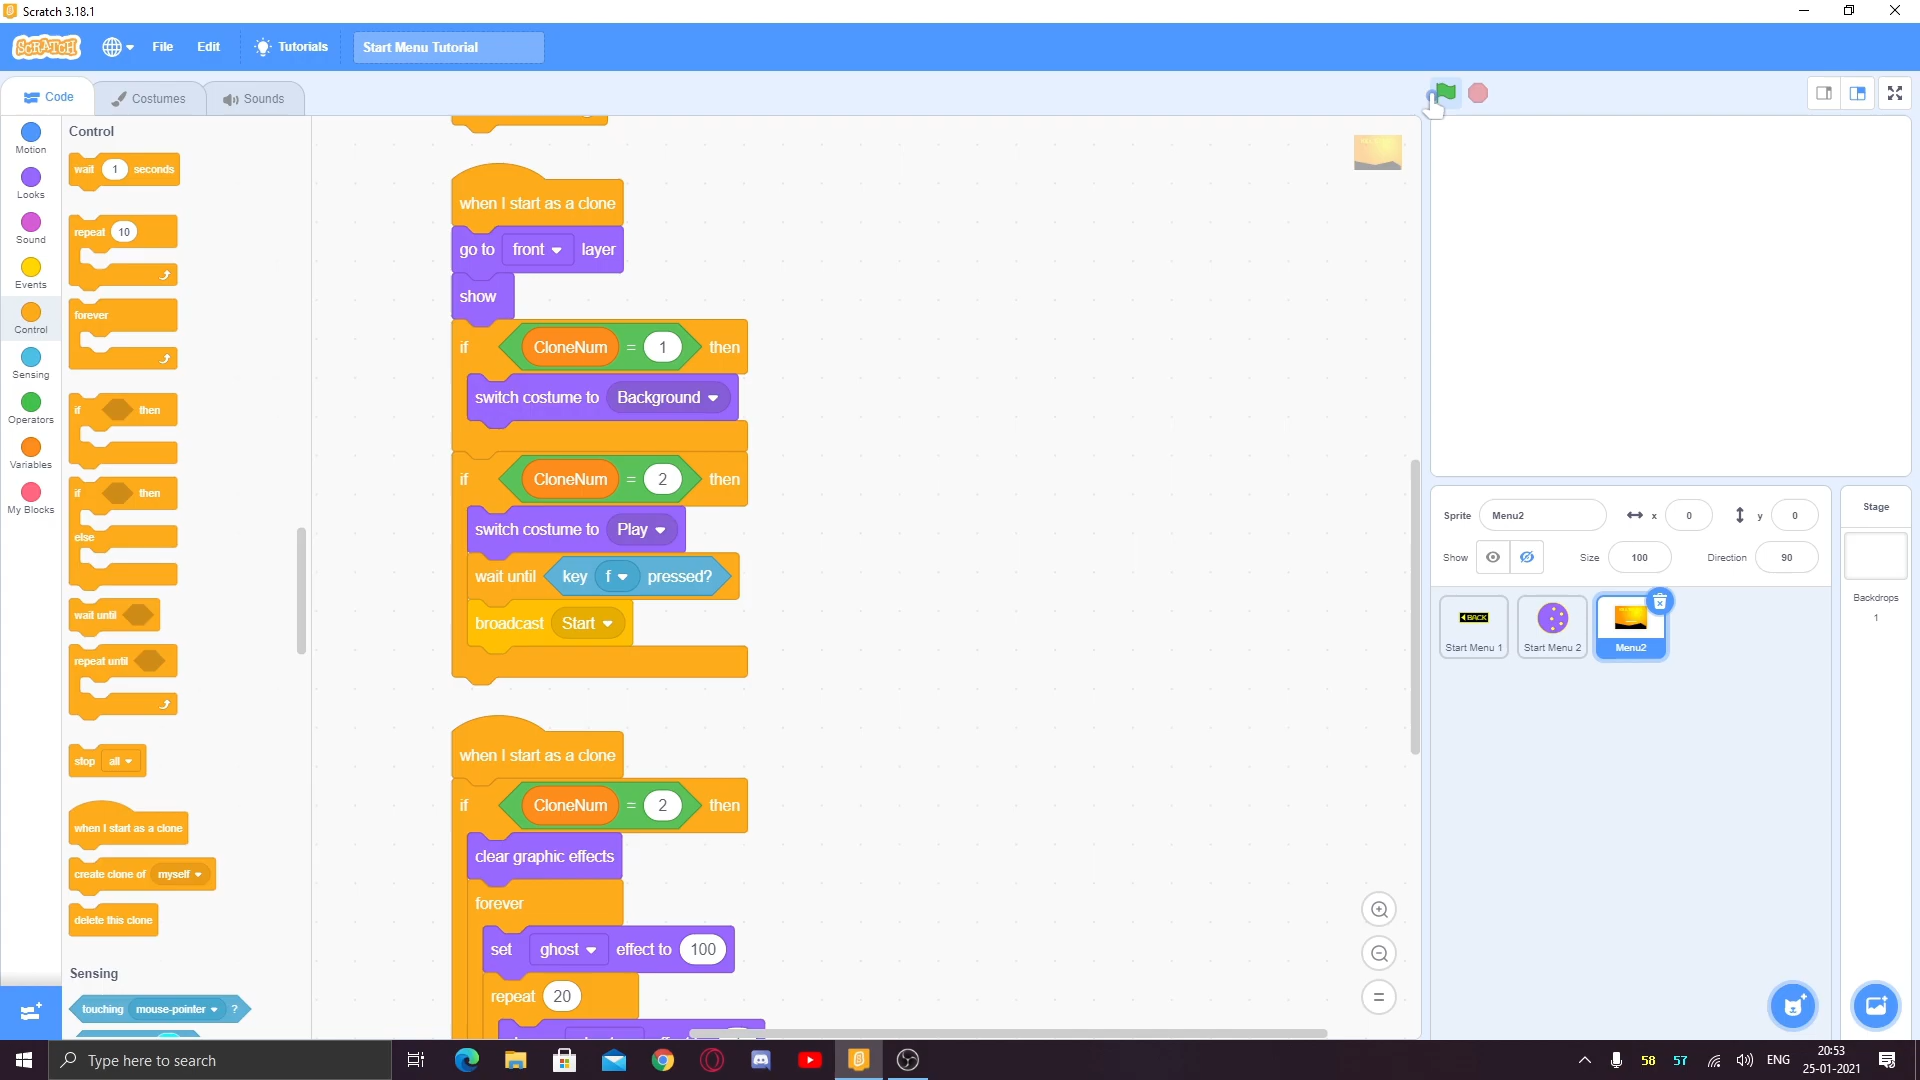 Scratch 3.18.1
SCRATCH
File
Edit
Tutorials
Start Menu Tutorial
Code
Costumes
Sounds
Motion
Looks
Sound
Events
Control
Sensing
Operators
Variables
My Blocks
Control
wait 1 seconds
repeat 10
forever
if then
if then
else
wait until
repeat until
stop all
when I start as a clone
create clone of myself
delete this clone
Sensing
touching mouse-pointer ?
when I start as a clone
go to front layer
show
if CloneNum = 1 then
switch costume to Background
if CloneNum = 2 then
switch costume to Play
wait until key f pressed?
broadcast Start
when I start as a clone
if CloneNum = 2 then
clear graphic effects
forever
set ghost effect to 100
repeat 20
Sprite Menu2 x 0 y 0
Show Size 100 Direction 90
BACK
Start Menu 1
Start Menu 2
Menu2
Stage
Backdrops
1
Type here to search
58
57
ENG
20:53
25-01-2021